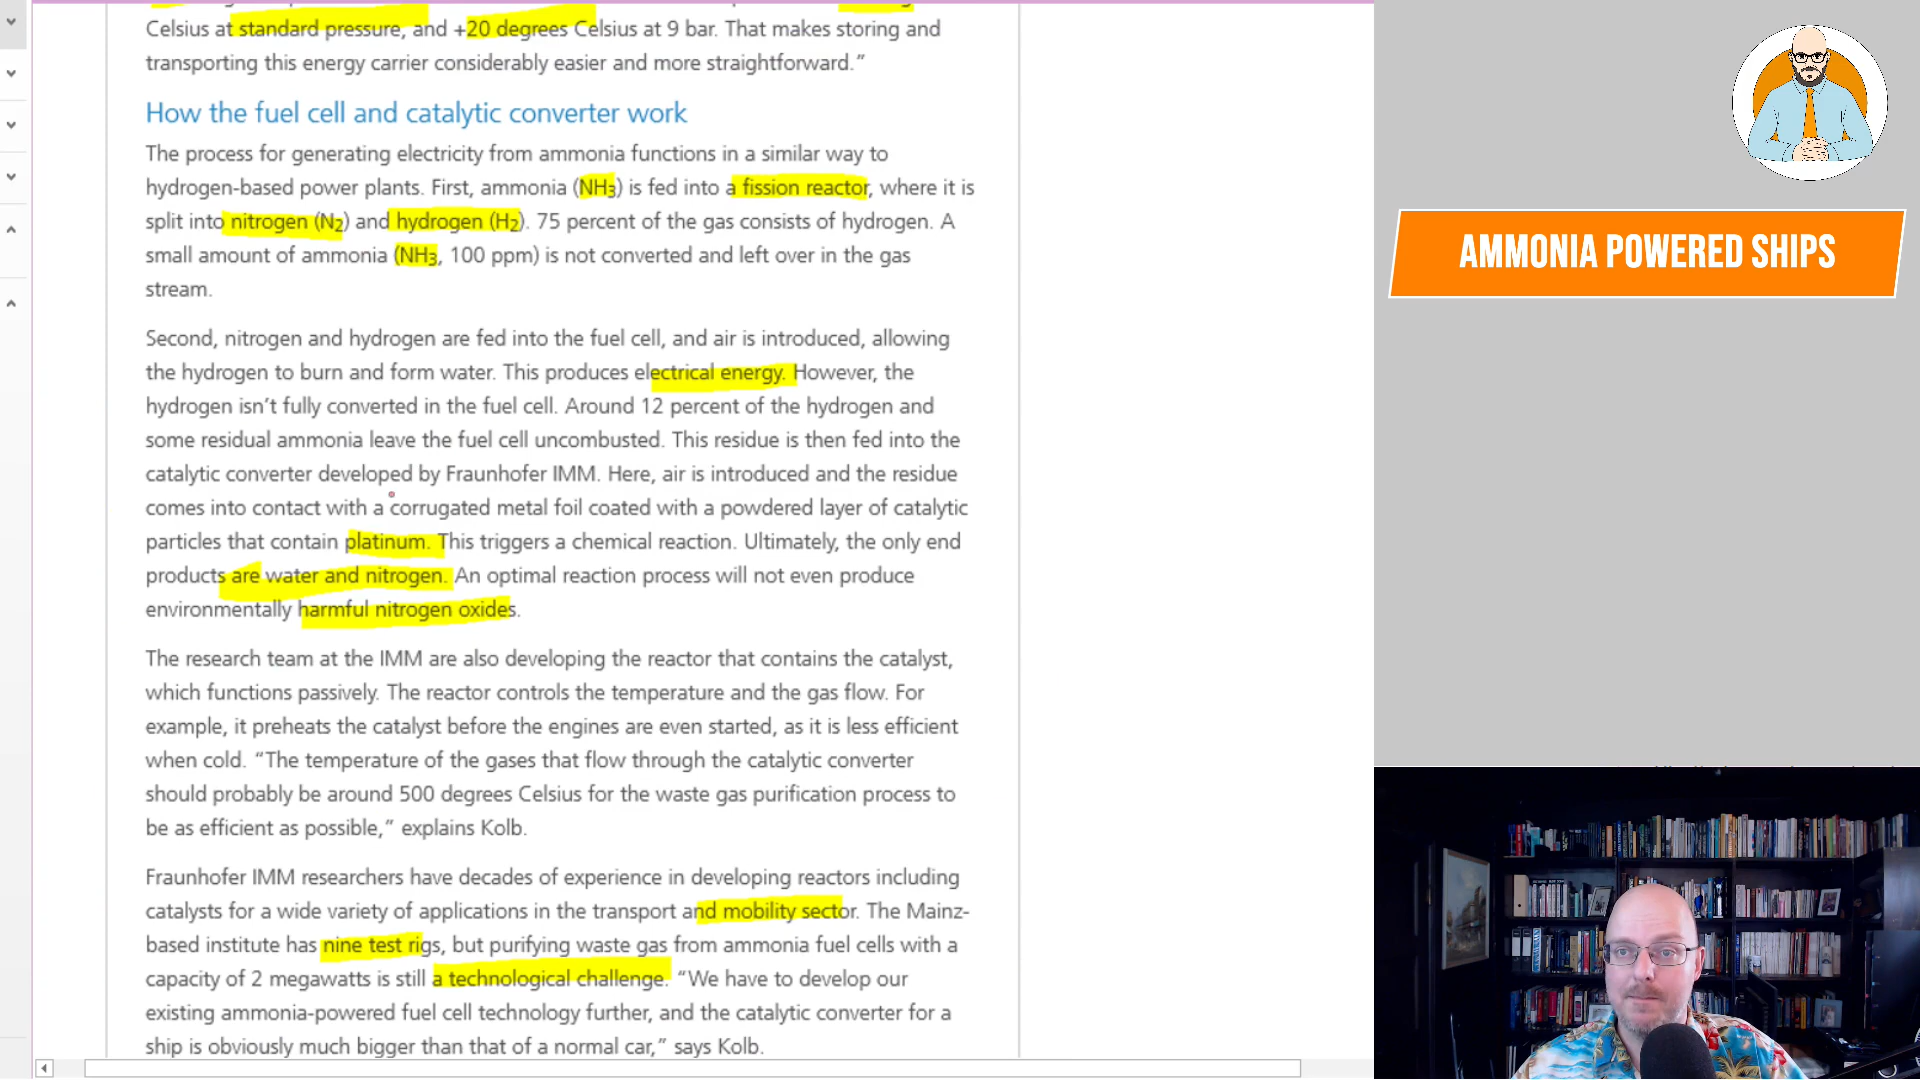 Celsius at standard pressure, and +20 degrees Celsius at 9 bar. That makes storing and
transporting this energy carrier considerably easier and more straightforward.”
How the fuel cell and catalytic converter work
The process for generating electricity from ammonia functions in a similar way to
hydrogen-based power plants. First, ammonia (NH3) is fed into a fission reactor, where it is
split into nitrogen (N2) and hydrogen (H2). 75 percent of the gas consists of hydrogen. A
small amount of ammonia (NH3, 100 ppm) is not converted and left over in the gas
stream.
Second, nitrogen and hydrogen are fed into the fuel cell, and air is introduced, allowing
the hydrogen to burn and form water. This produces electrical energy. However, the
hydrogen isn’t fully converted in the fuel cell. Around 12 percent of the hydrogen and
some residual ammonia leave the fuel cell uncombusted. This residue is then fed into the
catalytic converter developed by Fraunhofer IMM. Here, air is introduced and the residue
comes into contact with a corrugated metal foil coated with a powdered layer of catalytic
particles that contain platinum. This triggers a chemical reaction. Ultimately, the only end
products are water and nitrogen. An optimal reaction process will not even produce
environmentally harmful nitrogen oxides.
The research team at the IMM are also developing the reactor that contains the catalyst,
which functions passively. The reactor controls the temperature and the gas flow. For
example, it preheats the catalyst before the engines are even started, as it is less efficient
when cold. “The temperature of the gases that flow through the catalytic converter
should probably be around 500 degrees Celsius for the waste gas purification process to
be as efficient as possible,” explains Kolb.
Fraunhofer IMM researchers have decades of experience in developing reactors including
catalysts for a wide variety of applications in the transport and mobility sector. The Mainz-
based institute has nine test rigs, but purifying waste gas from ammonia fuel cells with a
capacity of 2 megawatts is still a technological challenge. “We have to develop our
existing ammonia-powered fuel cell technology further, and the catalytic converter for a
ship is obviously much bigger than that of a normal car,” says Kolb.
AMMONIA POWERED SHIPS